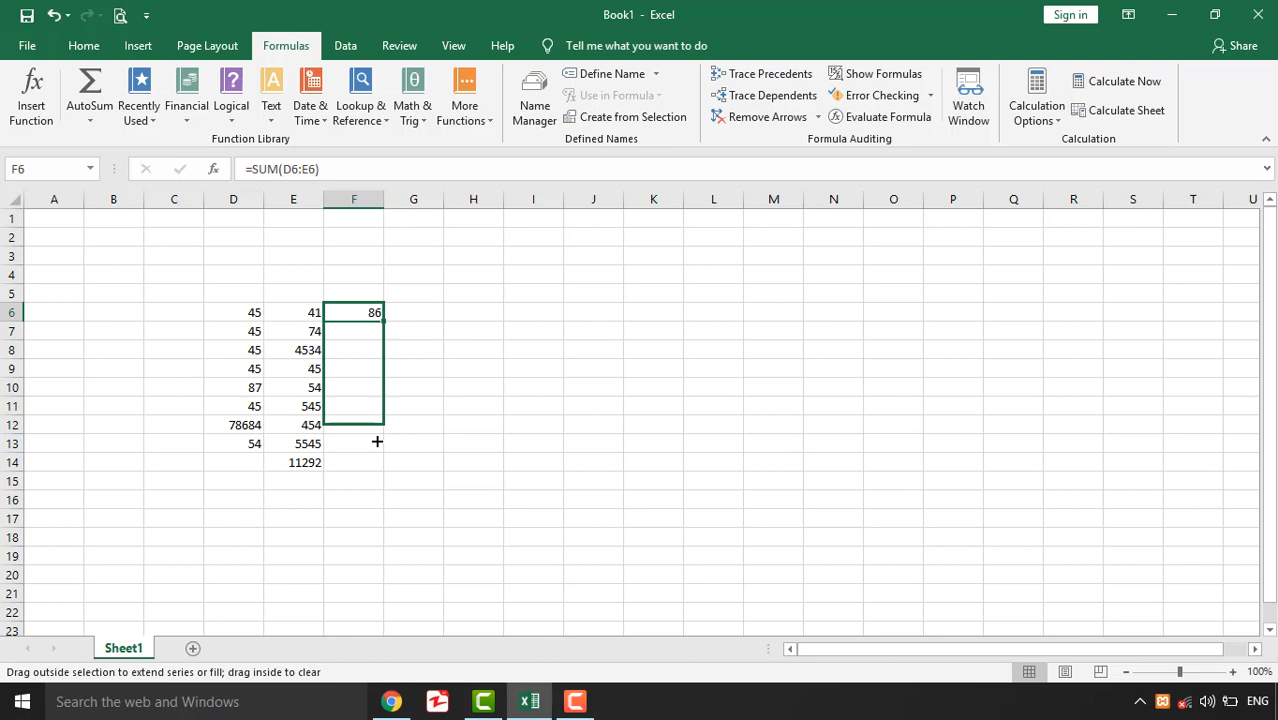 Book1 - Excel
Sign in
File Home Insert Page Layout Formulas Data Review View Help Tell me what you want to do Share
Insert Function
AutoSum
Recently Used
Financial
Logical
Text
Date & Time
Lookup & Reference
Math & Trig
More Functions
Function Library
Name Manager
Define Name
Use in Formula
Create from Selection
Defined Names
Trace Precedents
Trace Dependents
Remove Arrows
Show Formulas
Error Checking
Evaluate Formula
Formula Auditing
Watch Window
Calculation Options
Calculate Now
Calculate Sheet
Calculation
F6 fx =SUM(D6:E6)
A B C D E F G H I J K L M N O P Q R S T U
1
2
3
4
5
6 45 41 86
7 45 74
8 45 4534
9 45 45
10 87 54
11 45 545
12 78684 454
13 54 5545
14 11292
15
16
17
18
19
20
21
22
23
Sheet1
Drag outside selection to extend series or fill; drag inside to clear
100%
Search the web and Windows
ENG